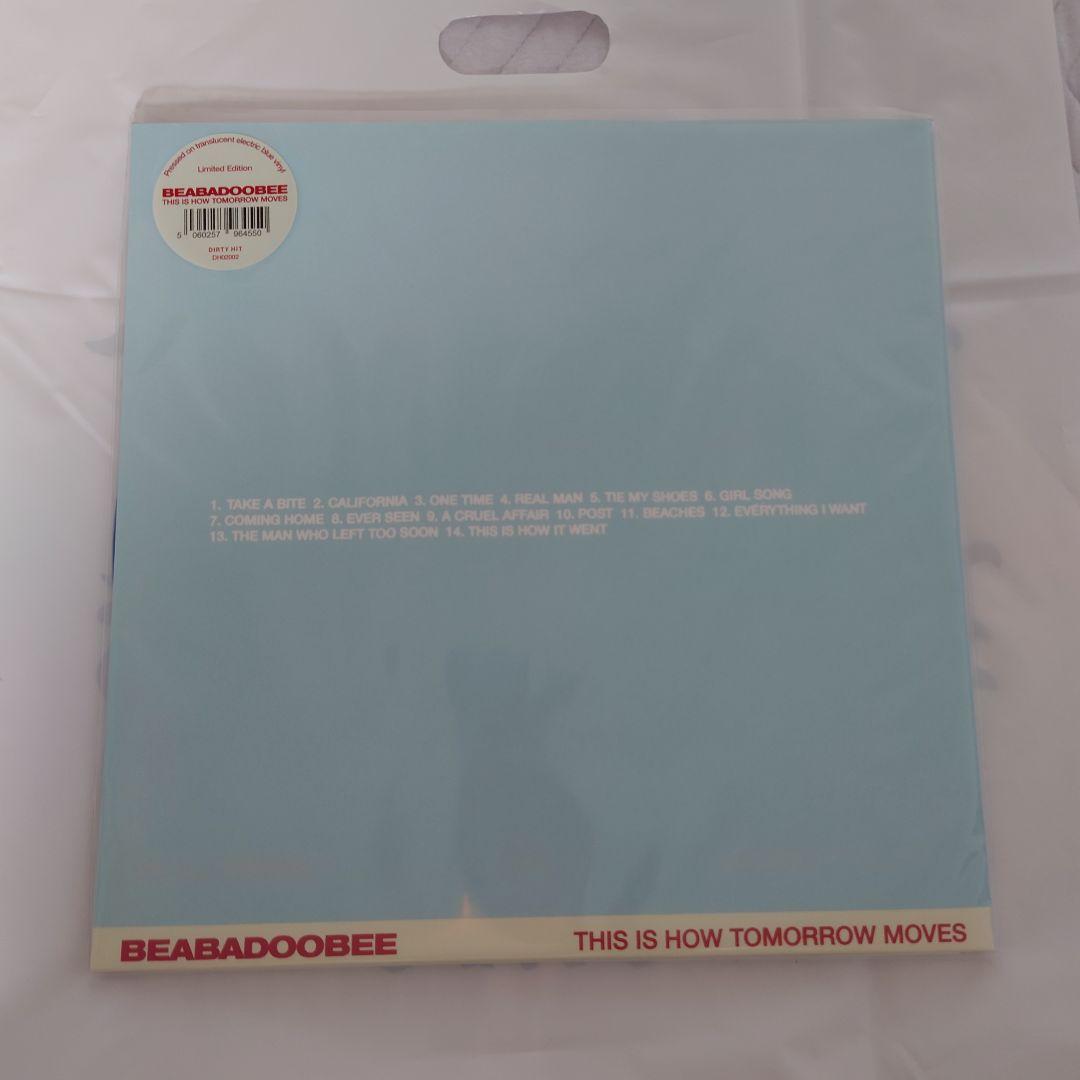 Pressed on translucent electric blue vinyl
Limited Edition
BEABADOOBEE
THIS IS HOW TOMORROW MOVES
5 060257 964550
DIRTY HIT
DH02002
1. TAKE A BITE 2. CALIFORNIA 3. ONE TIME 4. REAL MAN 5. TIE MY SHOES 6. GIRL SONG
7. COMING HOME 8. EVER SEEN 9. A CRUEL AFFAIR 10. POST 11. BEACHES 12. EVERYTHING I WANT
13. THE MAN WHO LEFT TOO SOON 14. THIS IS HOW IT WENT
BEABADOOBEE
THIS IS HOW TOMORROW MOVES